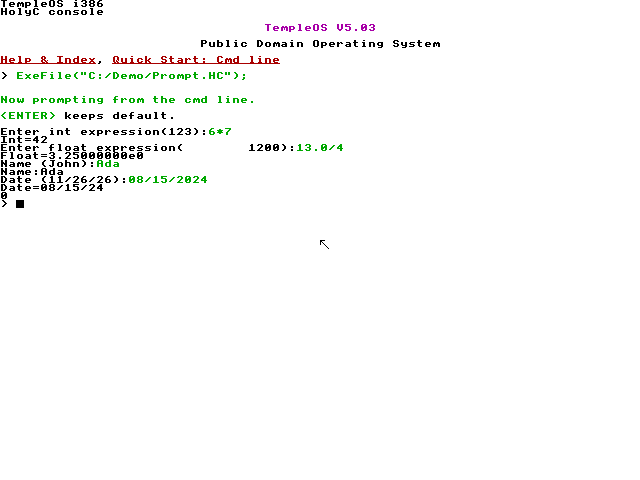 TempleOS i386
HolyC console
TempleOS V5.03
Public Domain Operating System
Help & Index, Quick Start: Cmd line
> ExeFile("C:/Demo/Prompt.HC");
Now prompting from the cmd line.
<ENTER> keeps default.
Enter int expression(123):6*7
Int=42
Enter float expression(        1200):13.0/4
Float=3.25000000e0
Name (John):Ada
Name:Ada
Date (11/26/26):08/15/2024
Date=08/15/24
0
>